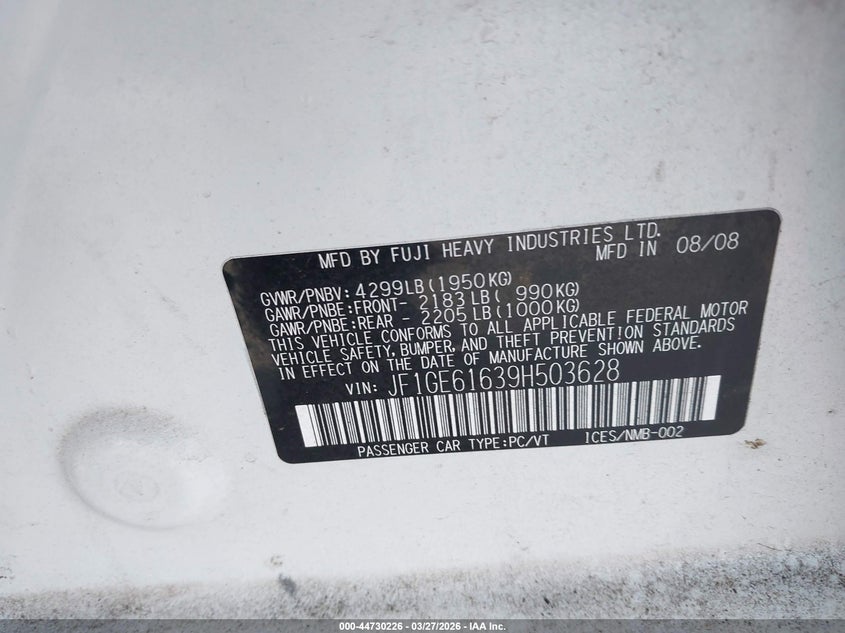 MFD BY FUJI HEAVY INDUSTRIES LTD.
MFD IN 08/08
GVWR/PNBV: 4299LB(1950KG)
GAWR/PNBE:FRONT- 2183LB( 990KG)
GAWR/PNBE:REAR - 2205LB(1000KG)
THIS VEHICLE CONFORMS TO ALL APPLICABLE FEDERAL MOTOR
VEHICLE SAFETY, BUMPER, AND THEFT PREVENTION STANDARDS
IN EFFECT ON THE DATE OF MANUFACTURE SHOWN ABOVE.
VIN: JF1GE61639H503628
PASSENGER CAR TYPE:PC/VT ICES/NMB-002
000-44730226 - 03/27/2026 - IAA Inc.